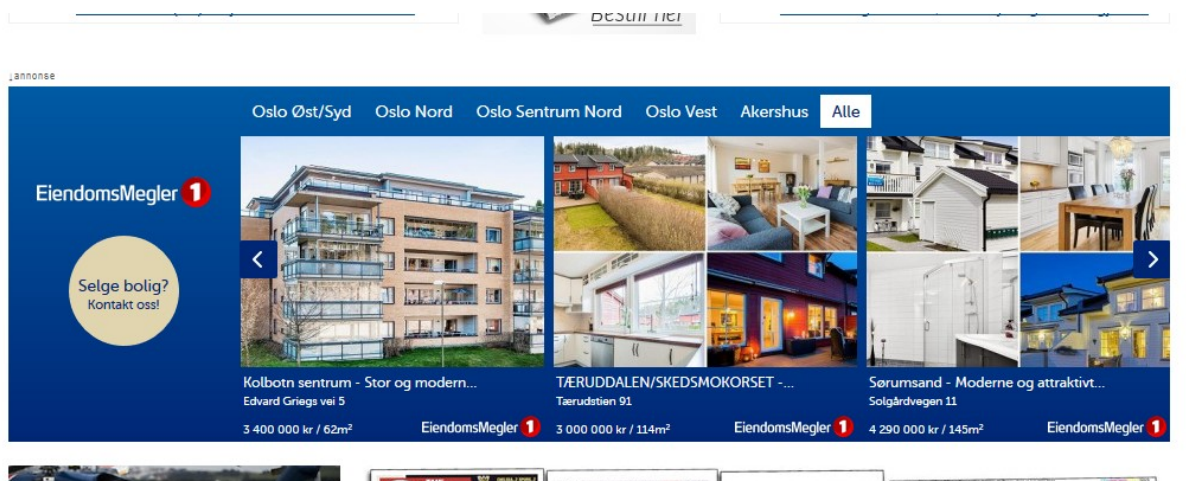 Bestill her
↓annonse
Oslo Øst/Syd Oslo Nord Oslo Sentrum Nord Oslo Vest Akershus Alle
EiendomsMegler 1
Selge bolig?
Kontakt oss!
Kolbotn sentrum - Stor og modern...
Edvard Griegs vei 5
3 400 000 kr / 62m²
EiendomsMegler 1
TÆRUDDALEN/SKEDSMOKORSET -...
Tærudstien 91
3 000 000 kr / 114m²
EiendomsMegler 1
Sørumsand - Moderne og attraktivt...
Solgårdvegen 11
4 290 000 kr / 145m²
EiendomsMegler 1